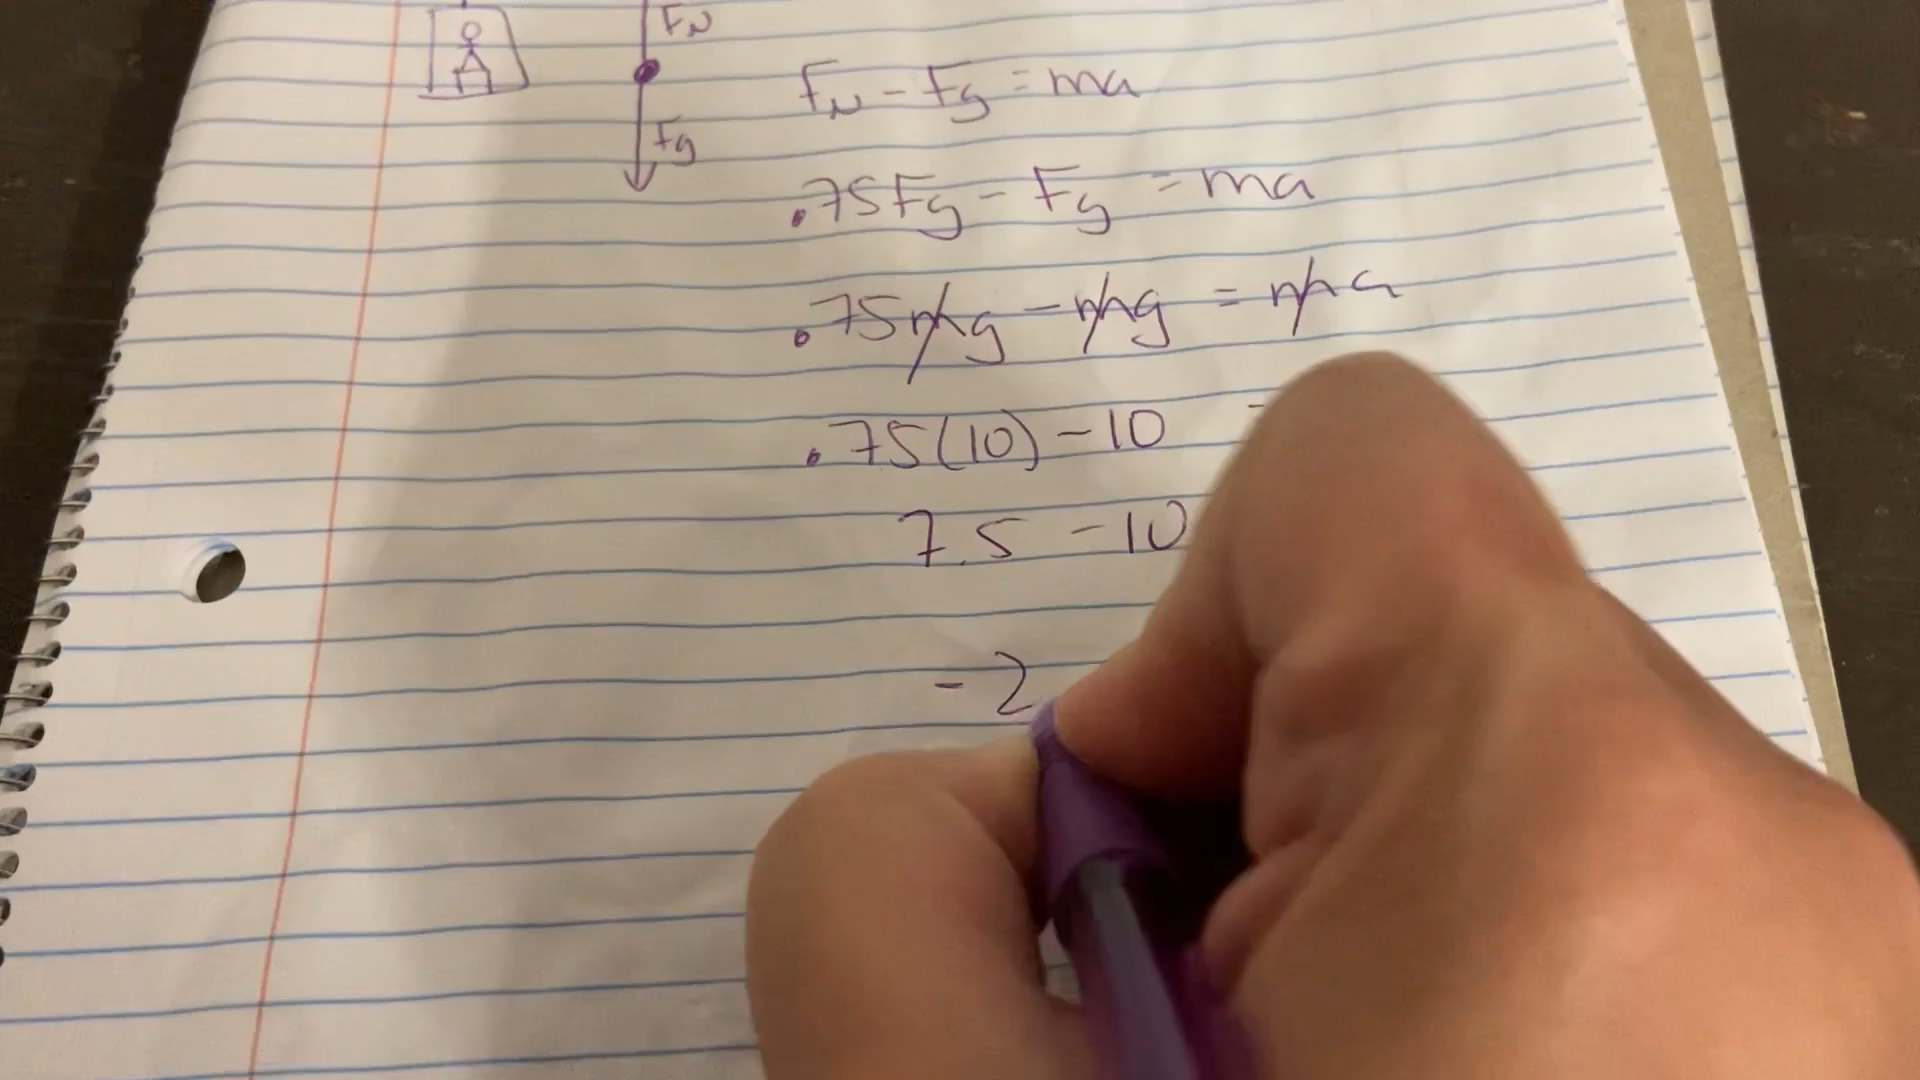 FN
Fg
FN - Fg = ma
.75Fg - Fg = ma
.75mg - mg = ma
.75(10) - 10
7.5 - 10
- 2